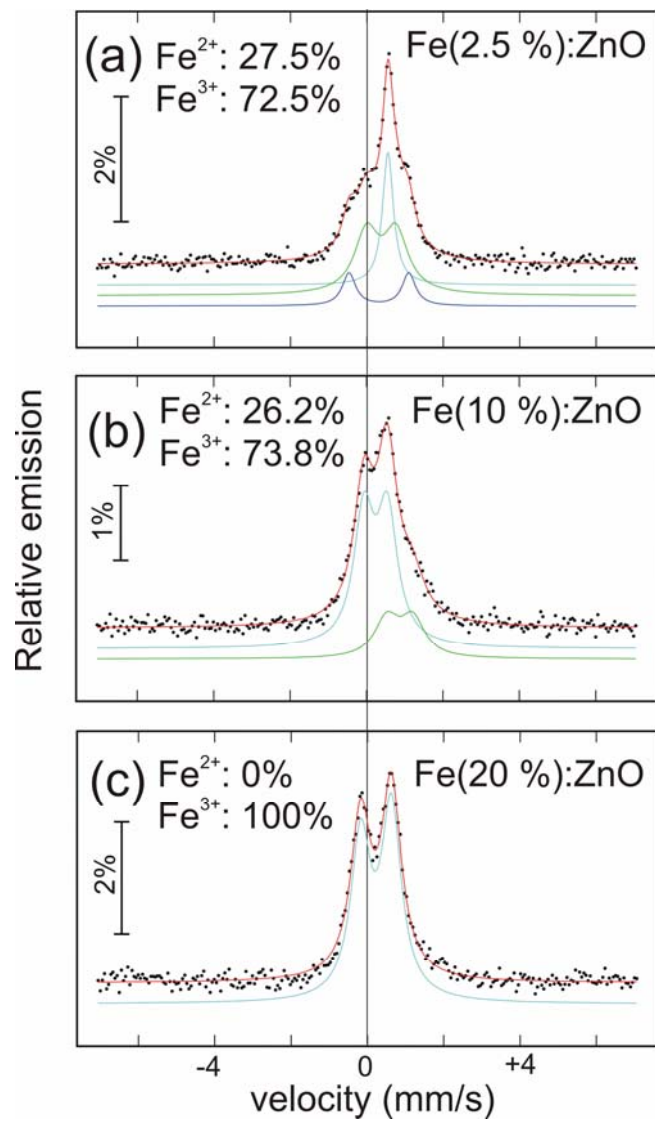 (a) Fe²⁺: 27.5% Fe(2.5 %):ZnO
Fe³⁺: 72.5%
2%
(b) Fe²⁺: 26.2% Fe(10 %):ZnO
Fe³⁺: 73.8%
1%
Relative emission
(c) Fe²⁺: 0% Fe(20 %):ZnO
Fe³⁺: 100%
2%
-4 0 +4
velocity (mm/s)